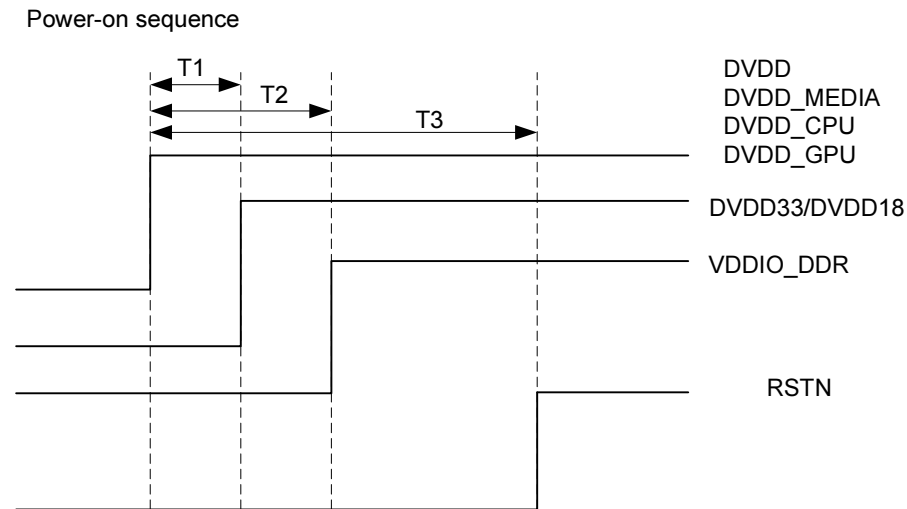 Power-on sequence
T1
T2
T3
DVDD
DVDD_MEDIA
DVDD_CPU
DVDD_GPU
DVDD33/DVDD18
VDDIO_DDR
RSTN